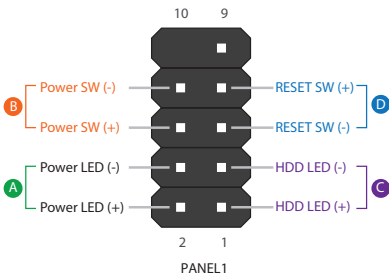 10 9
Power SW (-) RESET SW (+)
B D
Power SW (+) RESET SW (-)
Power LED (-) HDD LED (-)
A C
Power LED (+) HDD LED (+)
2 1
PANEL1